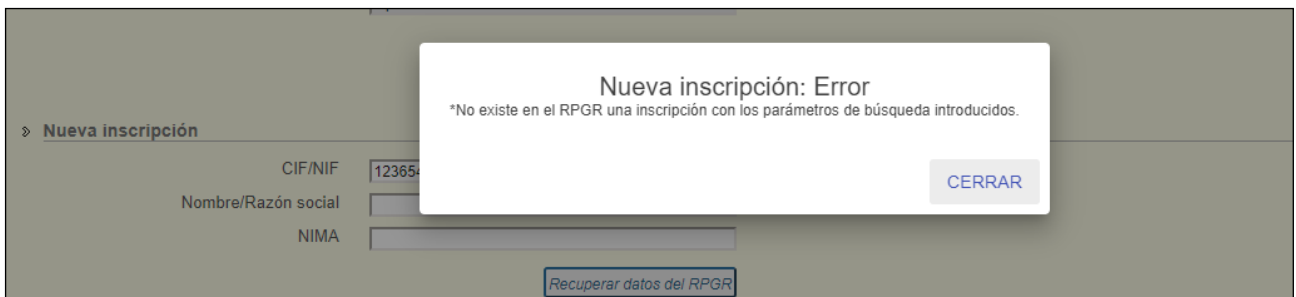 Nueva inscripción: Error
*No existe en el RPGR una inscripción con los parámetros de búsqueda introducidos.
CERRAR
Nueva inscripción
CIF/NIF
12365
Nombre/Razón social
NIMA
Recuperar datos del RPGR